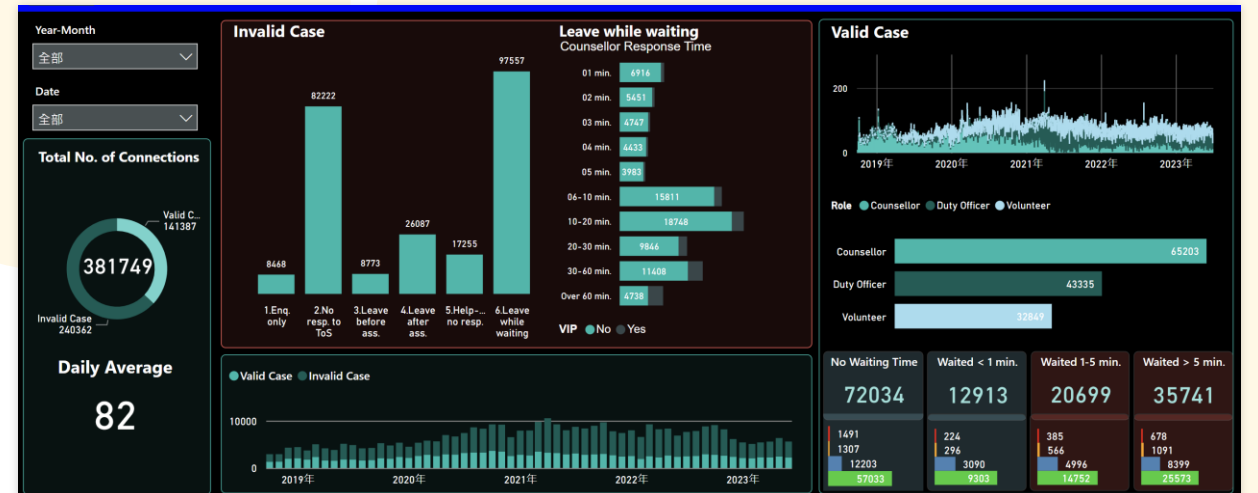 Year-Month
全部
Date
全部
Total No. of Connections
Valid C...
141387
381749
Invalid Case
240362
Daily Average
82
Invalid Case
97557
82222
26087
17255
8468
8773
1.Enq. only
2.No resp. to ToS
3.Leave before ass.
4.Leave after ass.
5.Help-... no resp.
6.Leave while waiting
Leave while waiting
Counsellor Response Time
01 min. 6916
02 min. 5451
03 min. 4747
04 min. 4433
05 min. 3983
06-10 min. 15811
10-20 min. 18748
20-30 min. 9846
30-60 min. 11408
Over 60 min. 4738
VIP No Yes
Valid Case Invalid Case
10000
0
2019年 2020年 2021年 2022年 2023年
Valid Case
200
0
2019年 2020年 2021年 2022年 2023年
Role Counsellor Duty Officer Volunteer
Counsellor 65203
Duty Officer 43335
Volunteer 32849
No Waiting Time
72034
1491
1307
12203
57033
Waited < 1 min.
12913
224
296
3090
9303
Waited 1-5 min.
20699
385
566
4996
14752
Waited > 5 min.
35741
678
1091
8399
25573